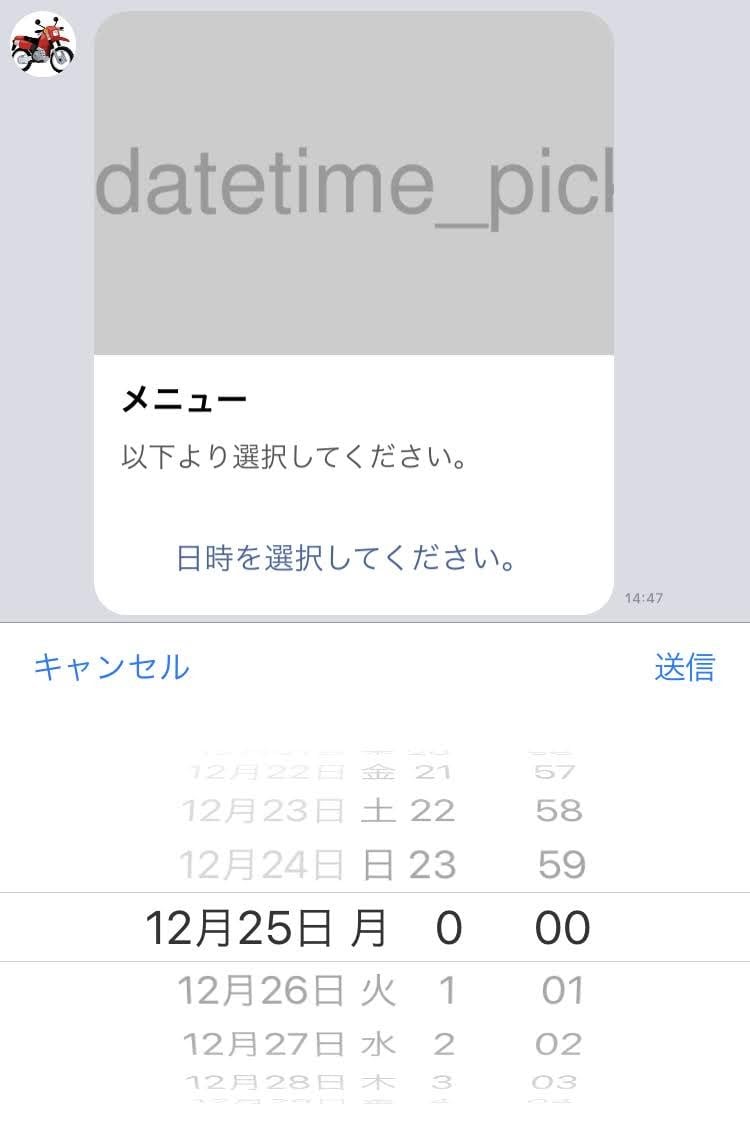 datetime_pick
メニュー
以下より選択してください。
日時を選択してください。
14:47
キャンセル
送信
12月22日 金 21 57
12月23日 土 22 58
12月24日 日 23 59
12月25日 月 0 00
12月26日 火 1 01
12月27日 水 2 02
12月28日 木 3 03